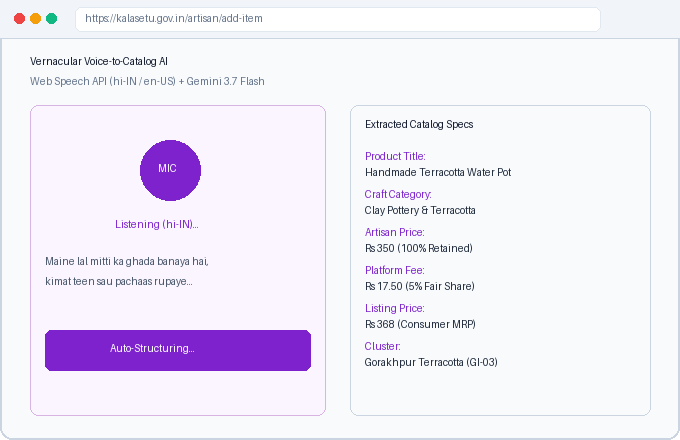 https://kalasetu.gov.in/artisan/add-item
Vernacular Voice-to-Catalog AI
Web Speech API (hi-IN / en-US) + Gemini 3.7 Flash
MIC
Listening (hi-IN)...
Maine lal mitti ka ghada banaya hai,
kimat teen sau pachaas rupaye...
Auto-Structuring...
Extracted Catalog Specs
Product Title:
Handmade Terracotta Water Pot
Craft Category:
Clay Pottery & Terracotta
Artisan Price:
Rs 350 (100% Retained)
Platform Fee:
Rs 17.50 (5% Fair Share)
Listing Price:
Rs 368 (Consumer MRP)
Cluster:
Gorakhpur Terracotta (GI-03)